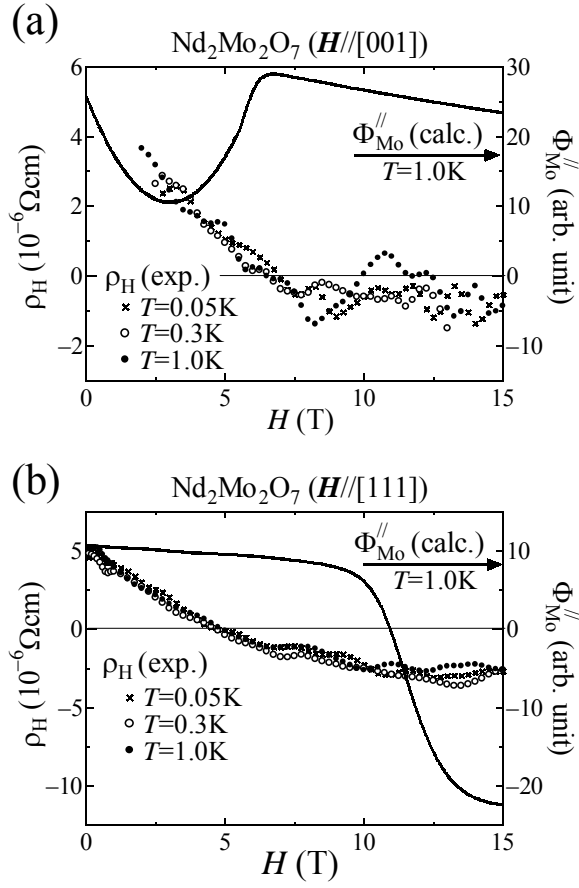 (a)
Nd2Mo2O7 (H//[001])
6
4
2
0
−2
30
20
10
0
−10
ΦMo// (calc.)
T=1.0K
ρH (exp.)
T=0.05K
T=0.3K
T=1.0K
ρH (10−6Ωcm)
ΦMo// (arb. unit)
0
5
10
15
H (T)
(b)
Nd2Mo2O7 (H//[111])
5
0
−5
−10
10
0
−10
−20
ΦMo// (calc.)
T=1.0K
ρH (exp.)
T=0.05K
T=0.3K
T=1.0K
ρH (10−6Ωcm)
ΦMo// (arb. unit)
0
5
10
15
H (T)